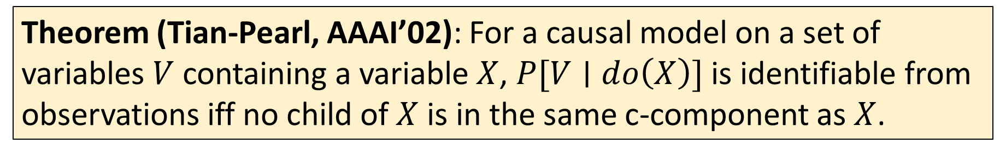 Theorem (Tian-Pearl, AAAI’02): For a causal model on a set of
variables V containing a variable X, P[V | do(X)] is identifiable from
observations iff no child of X is in the same c-component as X.